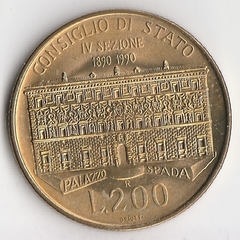 CONSIGLIO DI STATO
IV SEZIONE
1890 1990
PALAZZO SPADA
R
L.200